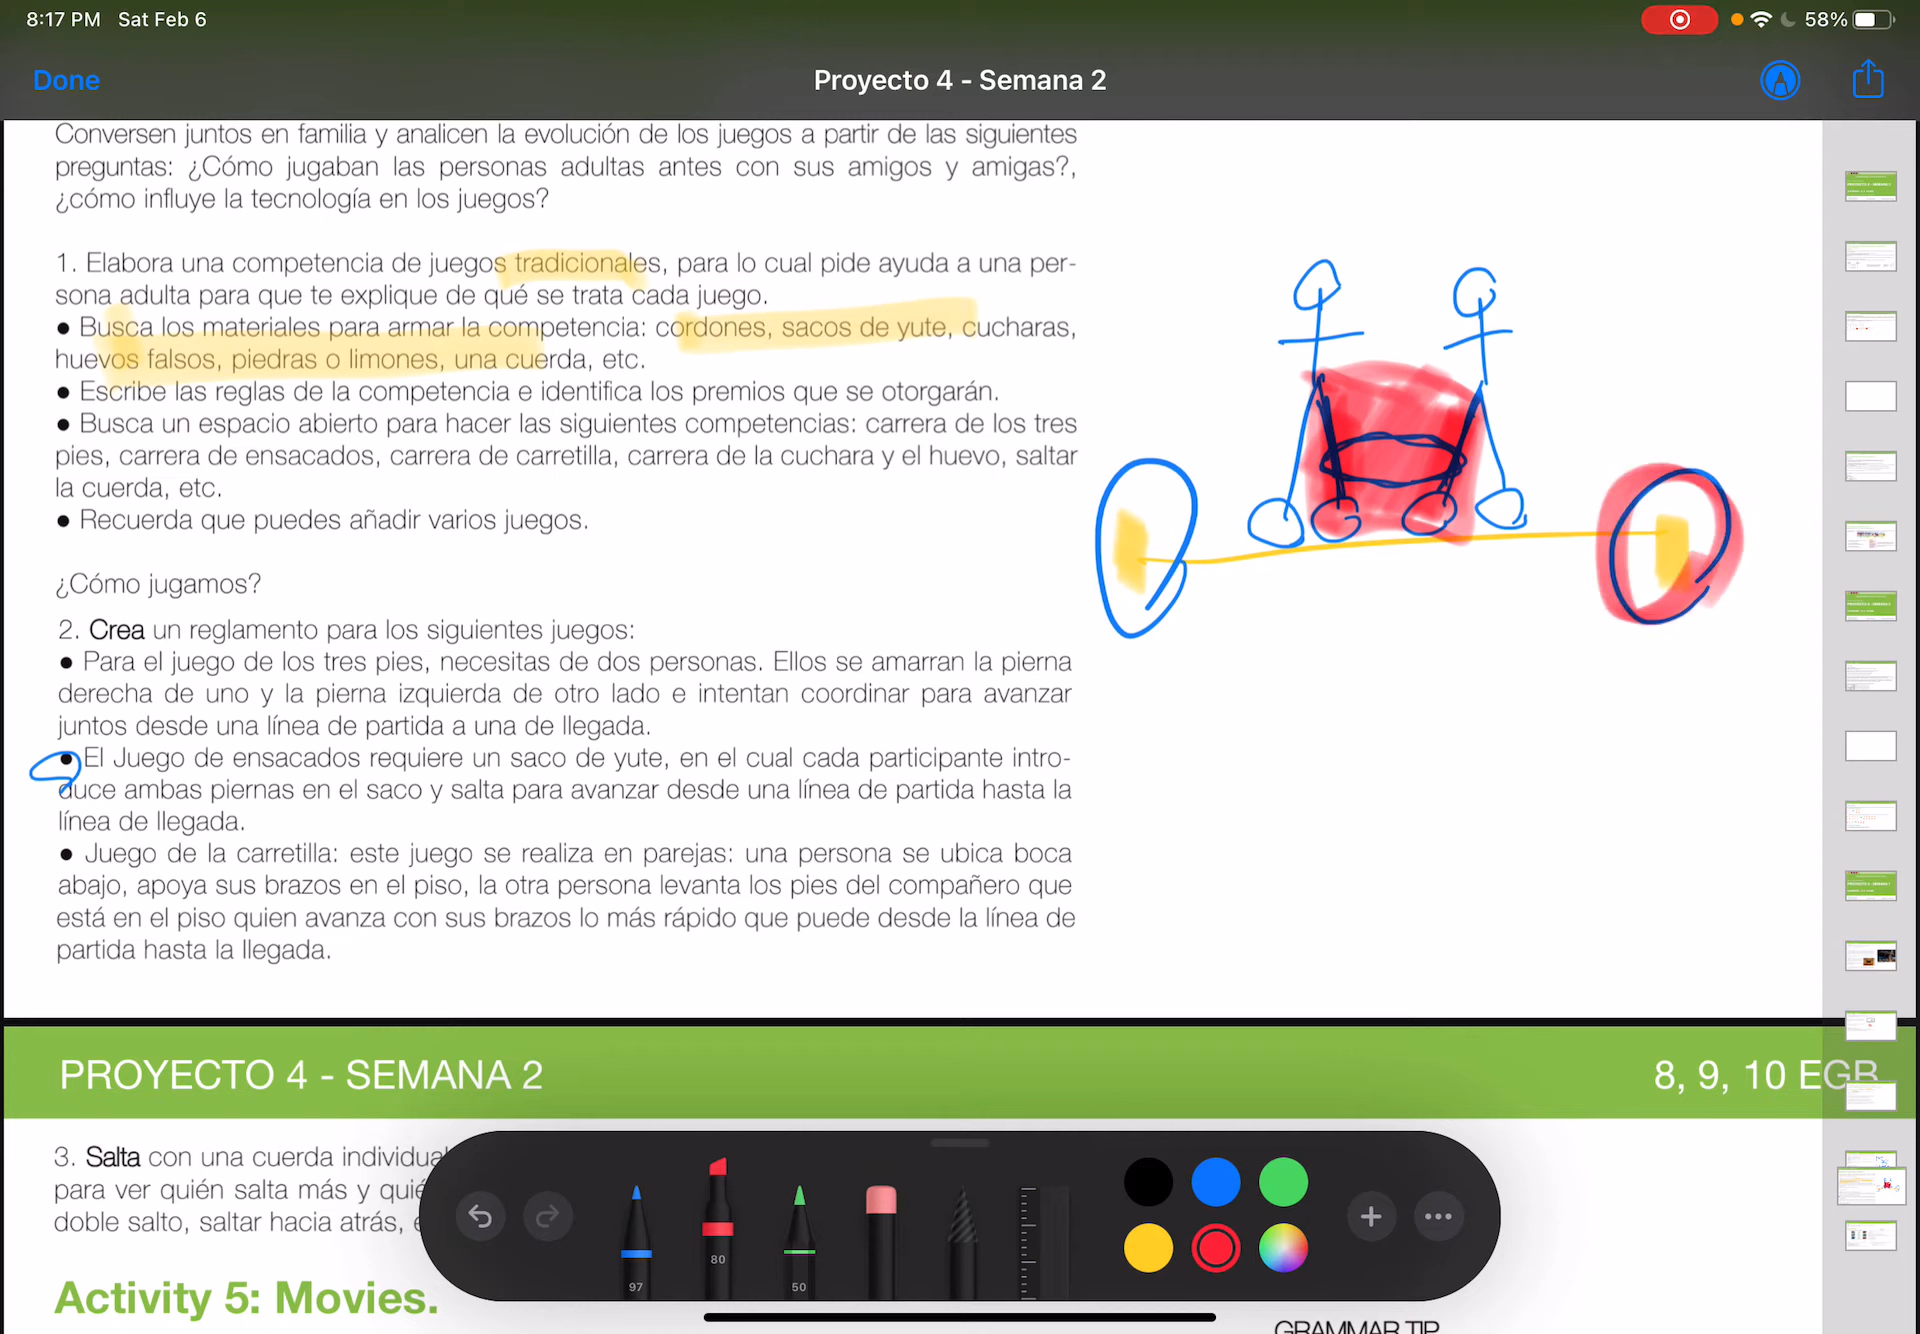 8:17 PM Sat Feb 6
58%
Done
Proyecto 4 - Semana 2
Conversen juntos en familia y analicen la evolución de los juegos a partir de las siguientes
preguntas: ¿Cómo jugaban las personas adultas antes con sus amigos y amigas?,
¿cómo influye la tecnología en los juegos?
1. Elabora una competencia de juegos tradicionales, para lo cual pide ayuda a una per-
sona adulta para que te explique de qué se trata cada juego.
● Busca los materiales para armar la competencia: cordones, sacos de yute, cucharas,
huevos falsos, piedras o limones, una cuerda, etc.
● Escribe las reglas de la competencia e identifica los premios que se otorgarán.
● Busca un espacio abierto para hacer las siguientes competencias: carrera de los tres
pies, carrera de ensacados, carrera de carretilla, carrera de la cuchara y el huevo, saltar
la cuerda, etc.
● Recuerda que puedes añadir varios juegos.
¿Cómo jugamos?
2. Crea un reglamento para los siguientes juegos:
● Para el juego de los tres pies, necesitas de dos personas. Ellos se amarran la pierna
derecha de uno y la pierna izquierda de otro lado e intentan coordinar para avanzar
juntos desde una línea de partida a una de llegada.
● El Juego de ensacados requiere un saco de yute, en el cual cada participante intro-
duce ambas piernas en el saco y salta para avanzar desde una línea de partida hasta la
línea de llegada.
● Juego de la carretilla: este juego se realiza en parejas: una persona se ubica boca
abajo, apoya sus brazos en el piso, la otra persona levanta los pies del compañero que
está en el piso quien avanza con sus brazos lo más rápido que puede desde la línea de
partida hasta la llegada.
PROYECTO 4 - SEMANA 2
8, 9, 10 EGB
3. Salta con una cuerda individual
para ver quién salta más y quié
doble salto, saltar hacia atrás,
97
80
50
Activity 5: Movies.
GRAMMAR TIP